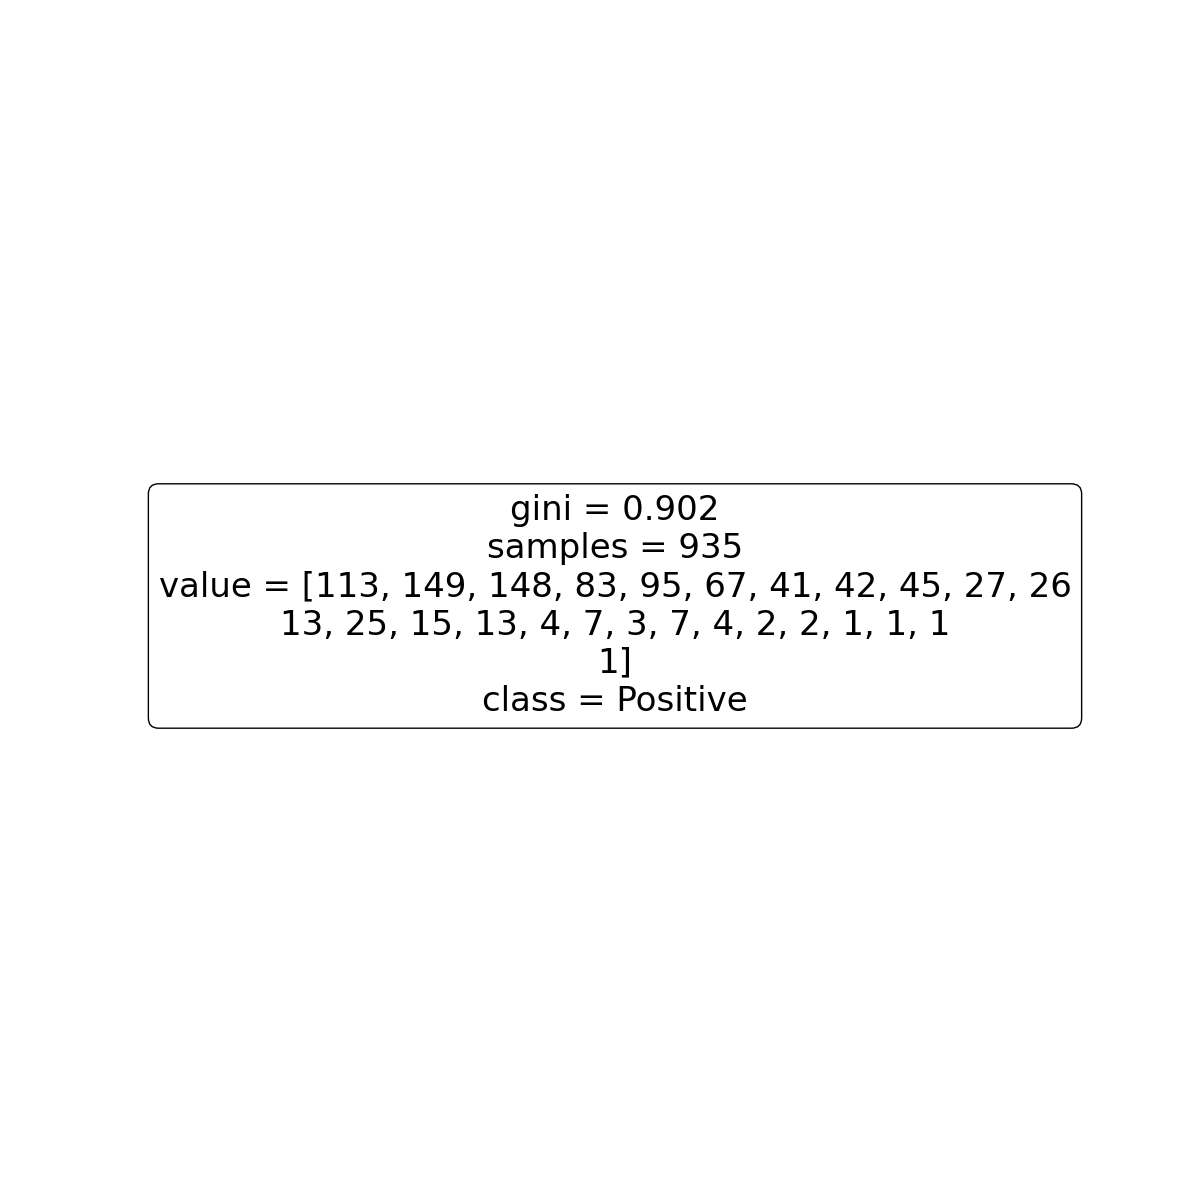 gini = 0.902
samples = 935
value = [113, 149, 148, 83, 95, 67, 41, 42, 45, 27, 26
13, 25, 15, 13, 4, 7, 3, 7, 4, 2, 2, 1, 1, 1
1]
class = Positive